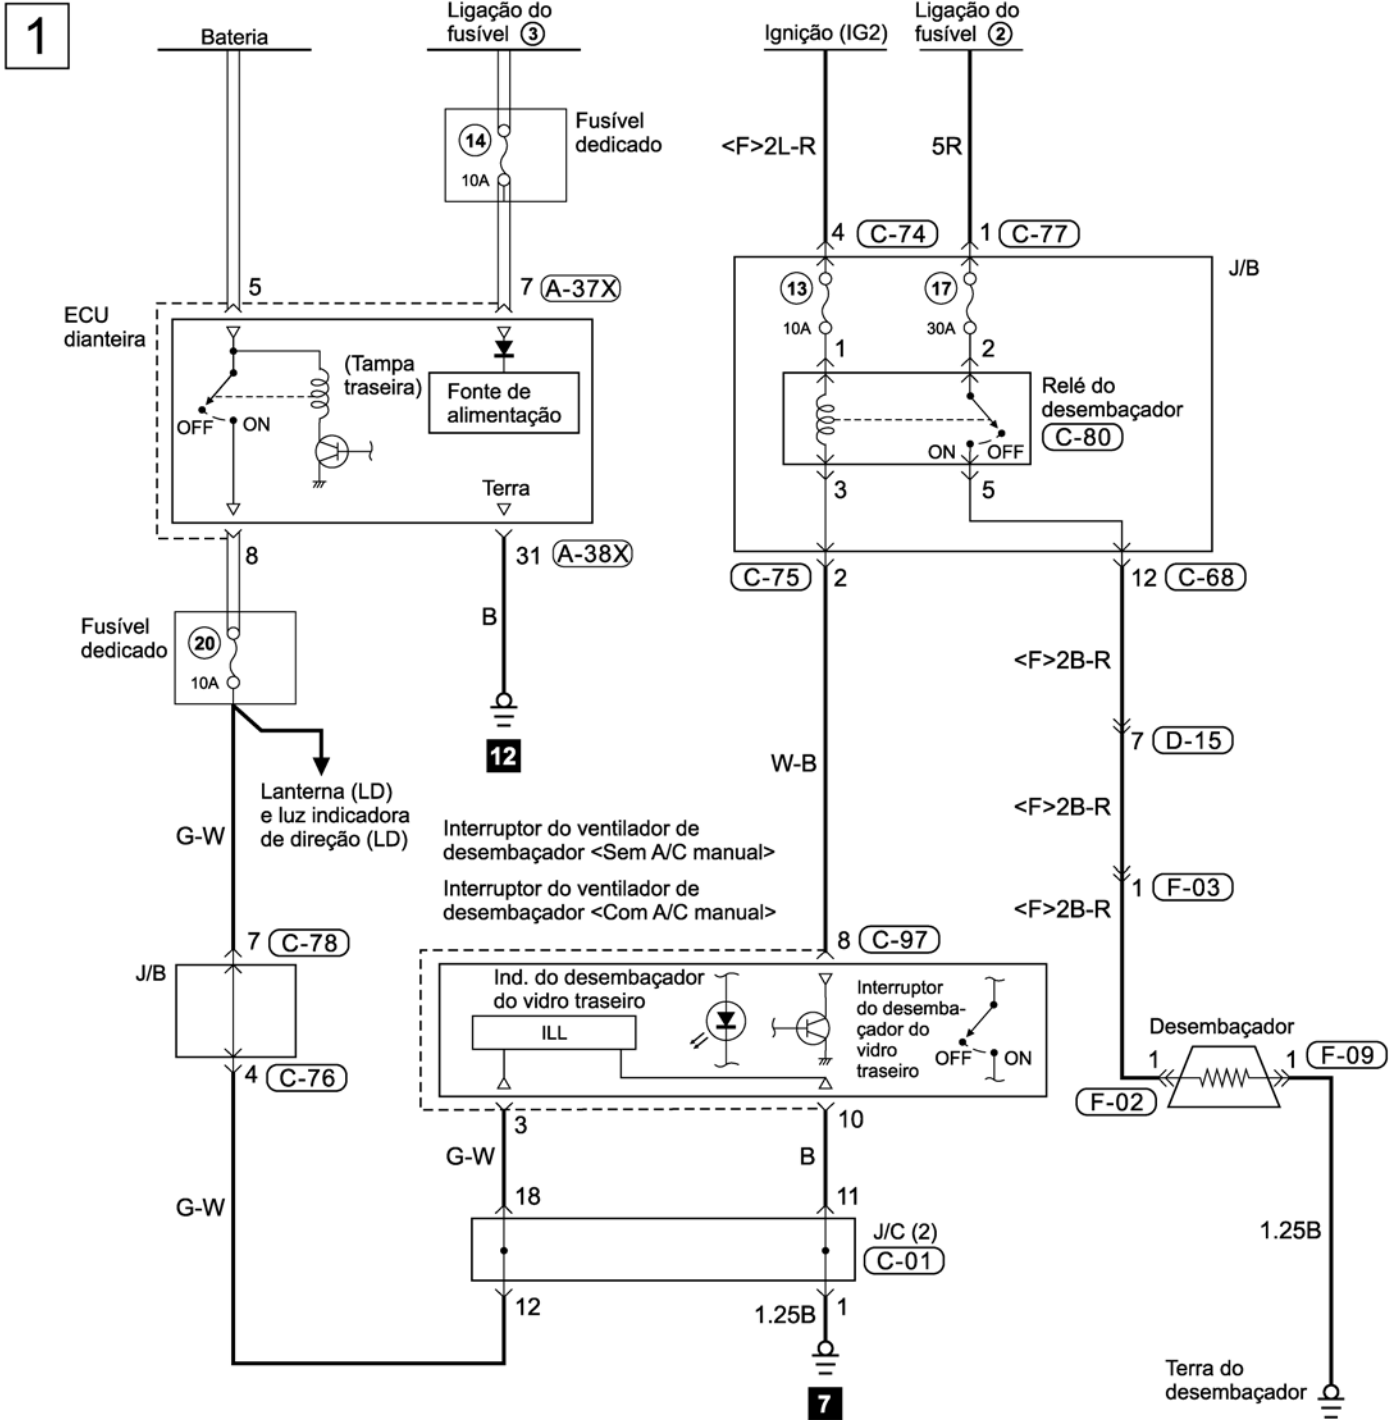 1
Bateria
Ligação do
fusível ③
Ignição (IG2)
Ligação do
fusível ②
14
10A
Fusível
dedicado
<F>2L-R
5R
4 C-74
1 C-77
J/B
5
7 A-37X
13
10A
17
30A
1
2
ECU
dianteira
(Tampa
traseira)
OFF
ON
Fonte de
alimentação
Terra
Relé do
desembaçador
C-80
ON
OFF
3
5
8
31 A-38X
C-75 2
12 C-68
B
12
Fusível
dedicado
20
10A
<F>2B-R
7 D-15
W-B
Lanterna (LD)
e luz indicadora
de direção (LD)
G-W
<F>2B-R
Interruptor do ventilador de
desembaçador <Sem A/C manual>
Interruptor do ventilador de
desembaçador <Com A/C manual>
1 F-03
<F>2B-R
7 C-78
J/B
4 C-76
8 C-97
Ind. do desembaçador
do vidro traseiro
ILL
Interruptor
do desemba-
çador do
vidro
traseiro
OFF
ON
Desembaçador
1
1 F-09
F-02
3
10
G-W
B
18
11
G-W
J/C (2)
C-01
12
1.25B 1
7
1.25B
Terra do
desembaçador